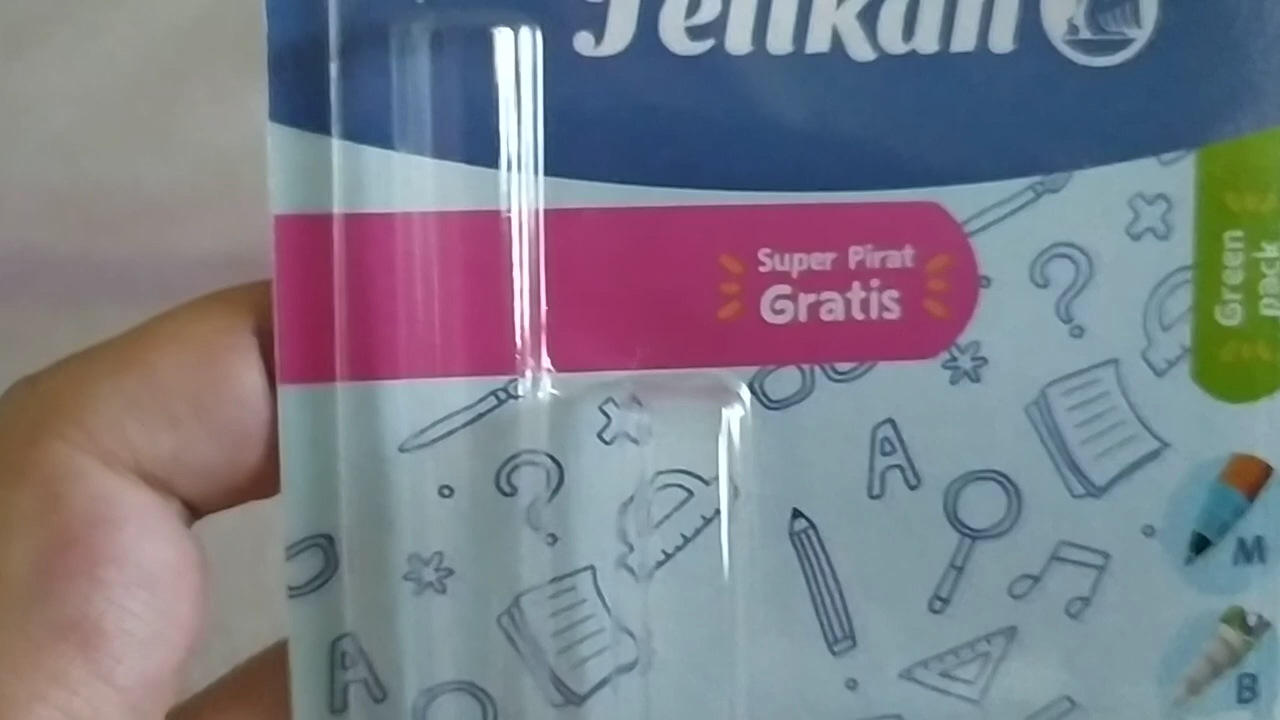 Pelikan
Super Pirat
Gratis
Green
pack
A
A
M
B